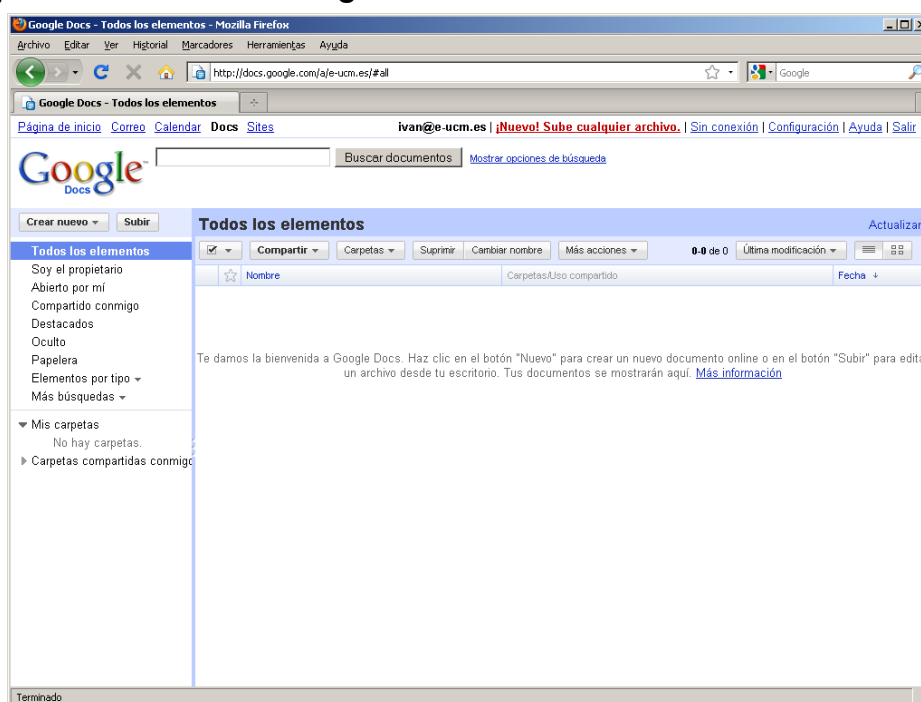 Google Docs - Todos los elementos - Mozilla Firefox
Archivo Editar Ver Historial Marcadores Herramientas Ayuda
http://docs.google.com/a/e-ucm.es/#all
Google
Google Docs - Todos los elementos
Página de inicio Correo Calendar Docs Sites ivan@e-ucm.es | ¡Nuevo! Sube cualquier archivo. | Sin conexión | Configuración | Ayuda | Salir
Google Docs
Buscar documentos Mostrar opciones de búsqueda
Crear nuevo Subir Todos los elementos Actualizar
Todos los elementos Compartir Carpetas Suprimir Cambiar nombre Más acciones 0-0 de 0 Última modificación
Soy el propietario Nombre Carpetas/Uso compartido Fecha
Abierto por mí
Compartido conmigo
Destacados
Oculto
Papelera
Elementos por tipo
Más búsquedas
Te damos la bienvenida a Google Docs. Haz clic en el botón "Nuevo" para crear un nuevo documento online o en el botón "Subir" para edita
un archivo desde tu escritorio. Tus documentos se mostrarán aquí. Más información
Mis carpetas
No hay carpetas.
Carpetas compartidas conmigo
Terminado